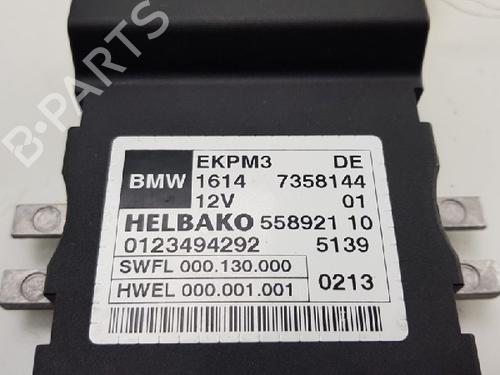 B-PARTS
BMW
EKPM3 DE
1614 7358144
12V 01
HELBAKO 558921 10
0123494292 5139
SWFL 000.130.000
HWEL 000.001.001 0213